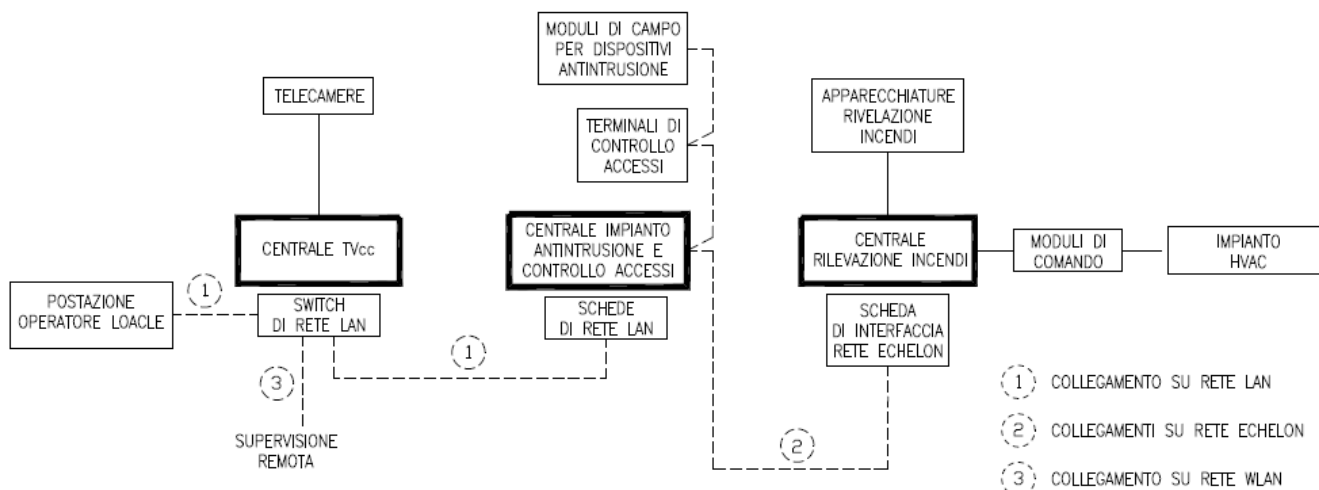 MODULI DI CAMPO
PER DISPOSITIVI
ANTINTRUSIONE
TELECAMERE
APPARECCHIATURE
RIVELAZIONE
INCENDI
TERMINALI DI
CONTROLLO
ACCESSI
CENTRALE TVcc
CENTRALE IMPIANTO
ANTINTRUSIONE E
CONTROLLO ACCESSI
CENTRALE
RILEVAZIONE INCENDI
MODULI DI
COMANDO
IMPIANTO
HVAC
POSTAZIONE
OPERATORE LOACLE
1
SWITCH
DI RETE LAN
SCHEDE
DI RETE LAN
SCHEDA
DI INTERFACCIA
RETE ECHELON
1
3
SUPERVISIONE
REMOTA
2
1 COLLEGAMENTO SU RETE LAN
2 COLLEGAMENTI SU RETE ECHELON
3 COLLEGAMENTO SU RETE WLAN